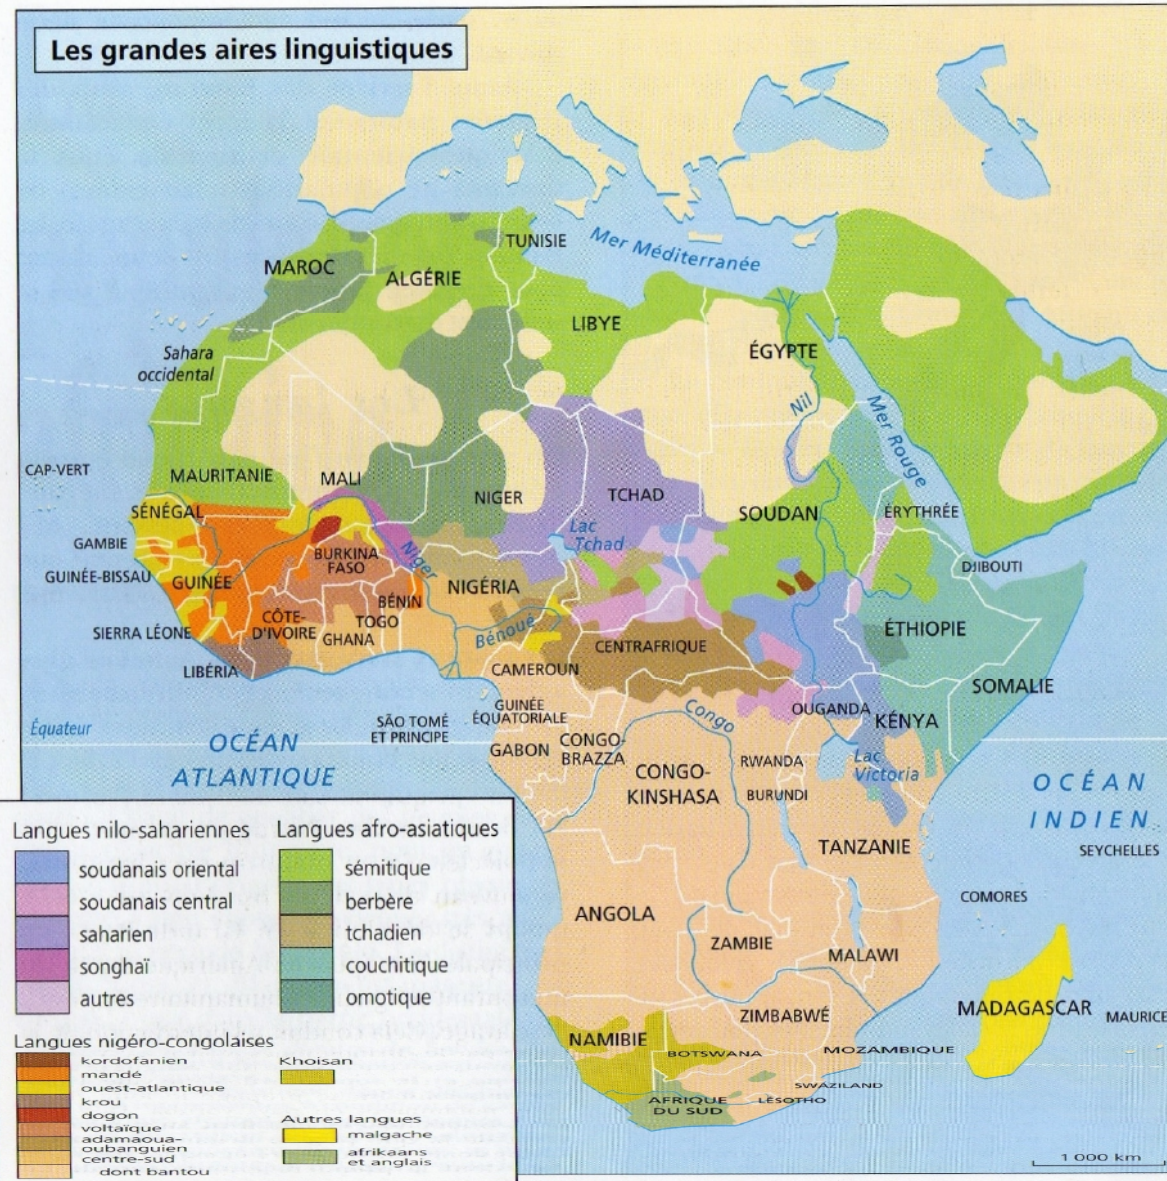 Les grandes aires linguistiques
TUNISIE
Mer Méditerranée
MAROC
ALGÉRIE
LIBYE
ÉGYPTE
Sahara
occidental
Nil
Mer Rouge
CAP-VERT
MAURITANIE
MALI
NIGER
TCHAD
SOUDAN
ÉRYTHRÉE
SÉNÉGAL
Lac
Tchad
GAMBIE
BURKINA
FASO
Niger
DJIBOUTI
GUINÉE-BISSAU
GUINÉE
NIGÉRIA
BÉNIN
CÔTE-
D'IVOIRE
TOGO
GHANA
SIERRA LÉONE
Bénoué
ÉTHIOPIE
CENTRAFRIQUE
LIBÉRIA
CAMEROUN
SOMALIE
GUINÉE
ÉQUATORIALE
Congo
OUGANDA
KÉNYA
Équateur
SÃO TOMÉ
ET PRINCIPE
OCÉAN
ATLANTIQUE
GABON
CONGO-
BRAZZA
RWANDA
Lac
Victoria
CONGO-
KINSHASA
BURUNDI
OCÉAN
INDIEN
TANZANIE
SEYCHELLES
COMORES
ANGOLA
ZAMBIE
MALAWI
MADAGASCAR
MAURICE
ZIMBABWÉ
NAMIBIE
BOTSWANA
MOZAMBIQUE
SWAZILAND
AFRIQUE
DU SUD
LÉSOTHO
1 000 km
Langues nilo-sahariennes
soudanais oriental
soudanais central
saharien
songhaï
autres
Langues afro-asiatiques
sémitique
berbère
tchadien
couchitique
omotique
Langues nigéro-congolaises
kordofanien
mandé
ouest-atlantique
krou
dogon
voltaïque
adamaoua-
oubanguien
centre-sud
dont bantou
Khoisan
Autres langues
malgache
afrikaans
et anglais